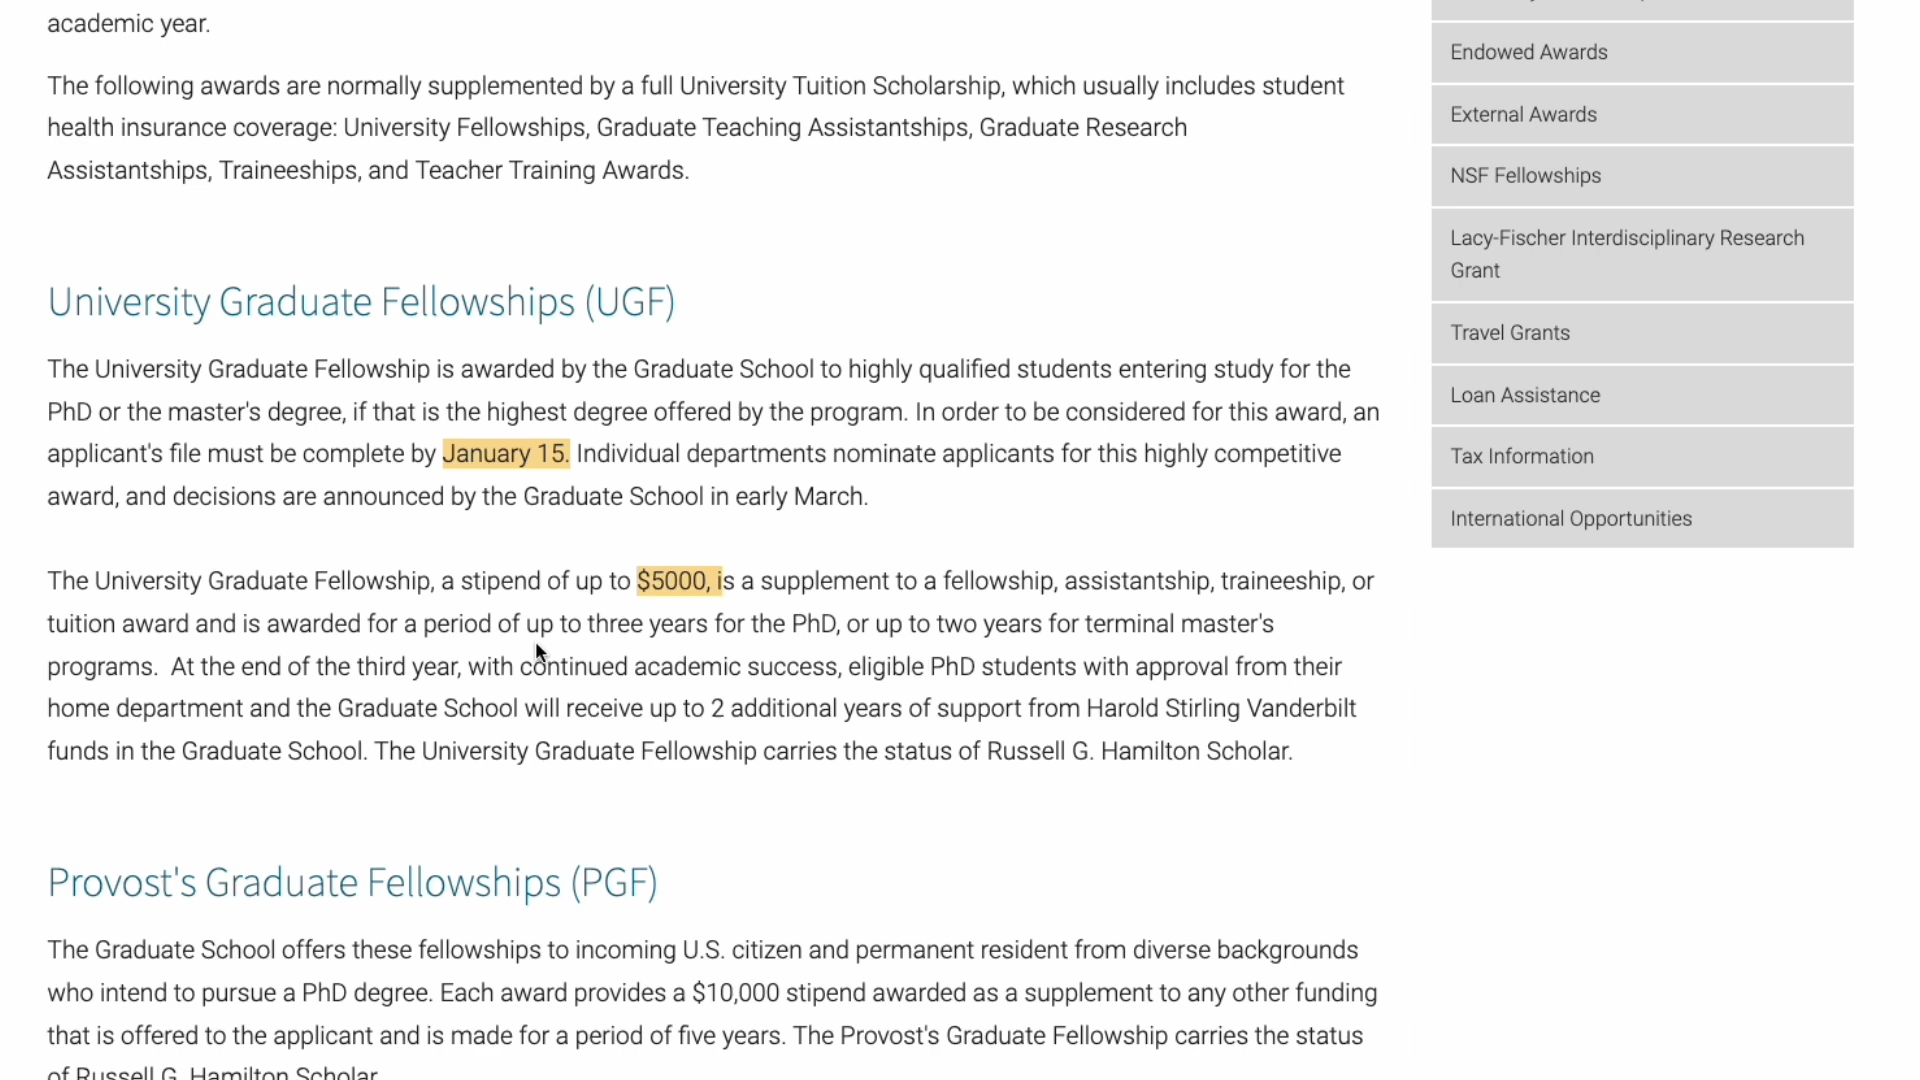 academic year.
The following awards are normally supplemented by a full University Tuition Scholarship, which usually includes student
health insurance coverage: University Fellowships, Graduate Teaching Assistantships, Graduate Research
Assistantships, Traineeships, and Teacher Training Awards.
University Graduate Fellowships (UGF)
The University Graduate Fellowship is awarded by the Graduate School to highly qualified students entering study for the
PhD or the master's degree, if that is the highest degree offered by the program. In order to be considered for this award, an
applicant's file must be complete by January 15. Individual departments nominate applicants for this highly competitive
award, and decisions are announced by the Graduate School in early March.
The University Graduate Fellowship, a stipend of up to $5000, is a supplement to a fellowship, assistantship, traineeship, or
tuition award and is awarded for a period of up to three years for the PhD, or up to two years for terminal master's
programs.  At the end of the third year, with continued academic success, eligible PhD students with approval from their
home department and the Graduate School will receive up to 2 additional years of support from Harold Stirling Vanderbilt
funds in the Graduate School. The University Graduate Fellowship carries the status of Russell G. Hamilton Scholar.
Provost's Graduate Fellowships (PGF)
The Graduate School offers these fellowships to incoming U.S. citizen and permanent resident from diverse backgrounds
who intend to pursue a PhD degree. Each award provides a $10,000 stipend awarded as a supplement to any other funding
that is offered to the applicant and is made for a period of five years. The Provost's Graduate Fellowship carries the status
of Russell G. Hamilton Scholar.
Endowed Awards
External Awards
NSF Fellowships
Lacy-Fischer Interdisciplinary Research
Grant
Travel Grants
Loan Assistance
Tax Information
International Opportunities